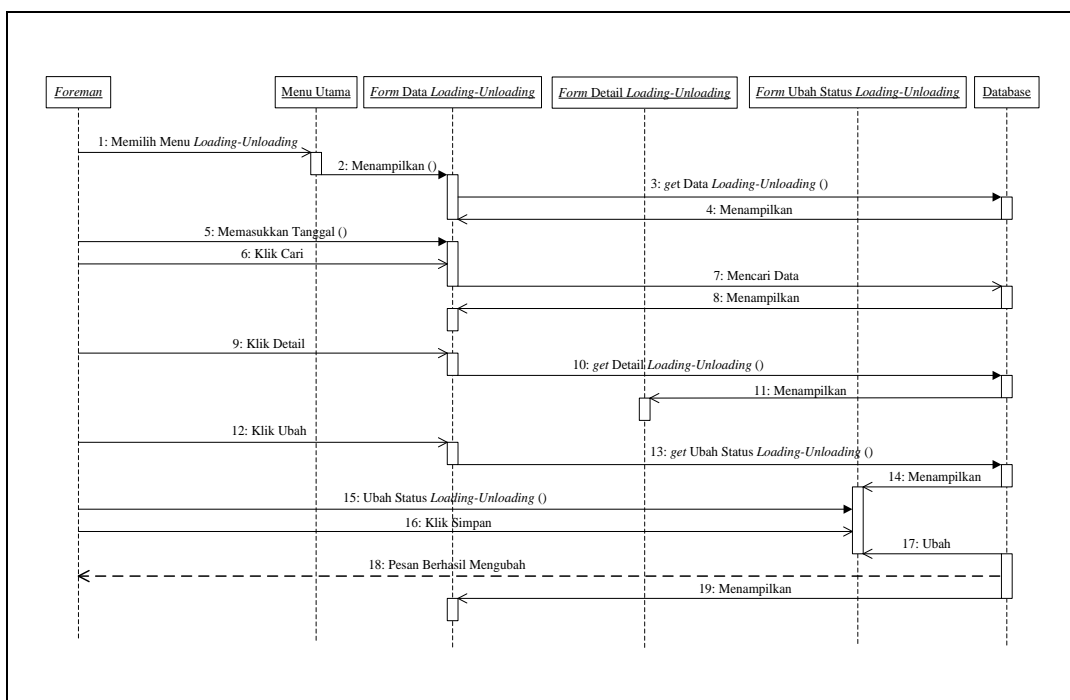 Foreman
Menu Utama
Form Data Loading-Unloading
Form Detail Loading-Unloading
Form Ubah Status Loading-Unloading
Database
1: Memilih Menu Loading-Unloading
2: Menampilkan ()
3: get Data Loading-Unloading ()
4: Menampilkan
5: Memasukkan Tanggal ()
6: Klik Cari
7: Mencari Data
8: Menampilkan
9: Klik Detail
10: get Detail Loading-Unloading ()
11: Menampilkan
12: Klik Ubah
13: get Ubah Status Loading-Unloading ()
14: Menampilkan
15: Ubah Status Loading-Unloading ()
16: Klik Simpan
17: Ubah
18: Pesan Berhasil Mengubah
19: Menampilkan